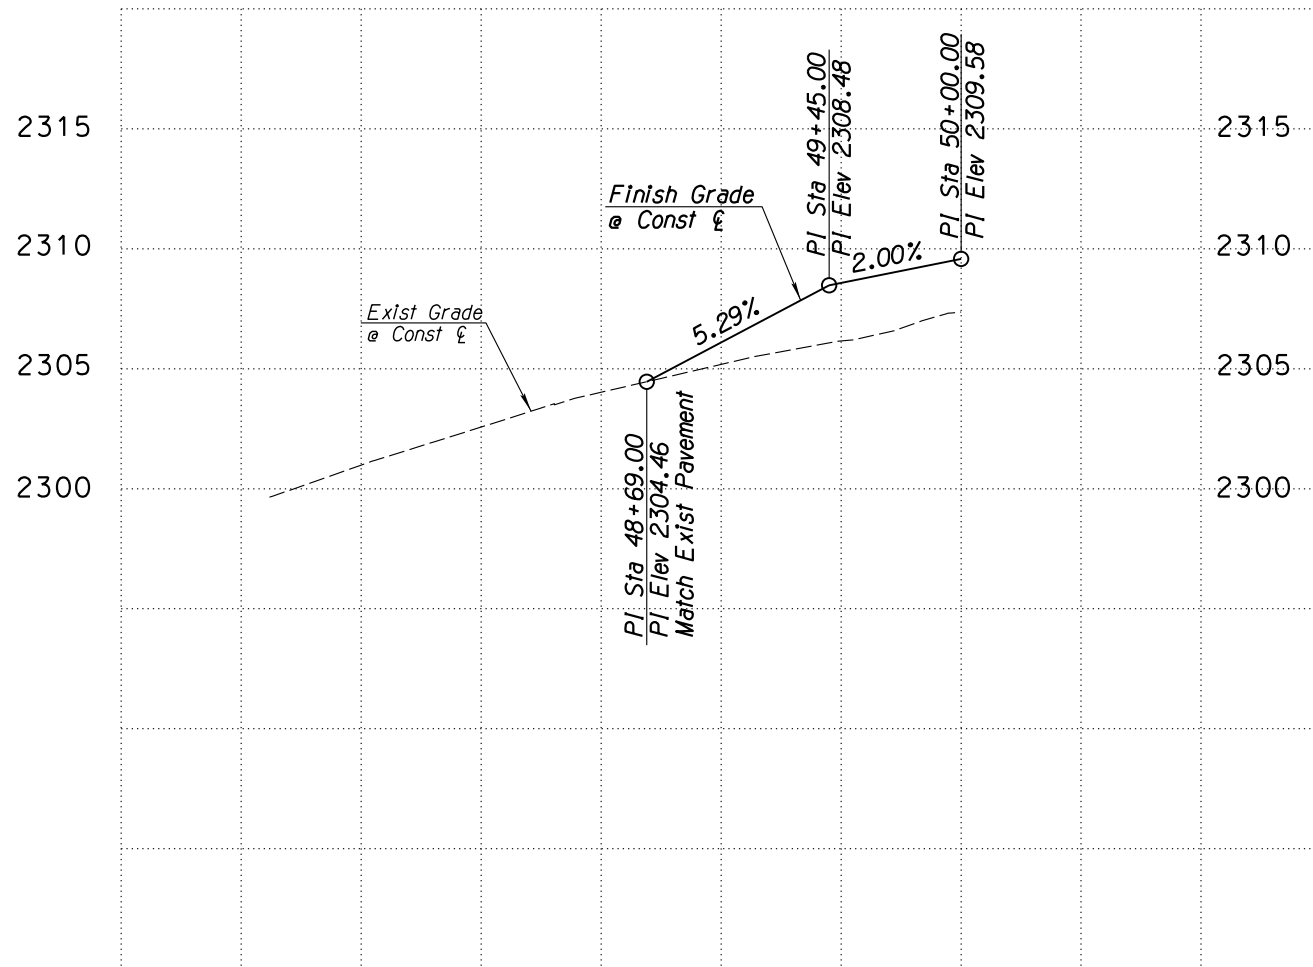 PI Sta 49+45.00
PI Elev 2308.48
PI Sta 50+00.00
PI Elev 2309.58
2315
2315
Finish Grade
@ Const ℄
2310
2310
2.00%
Exist Grade
@ Const ℄
5.29%
2305
2305
PI Sta 48+69.00
PI Elev 2304.46
Match Exist Pavement
2300
2300